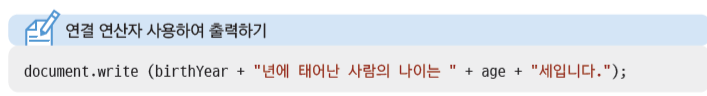 연결 연산자 사용하여 출력하기
document.write (birthYear + "년에 태어난 사람의 나이는 " + age + "세입니다.");